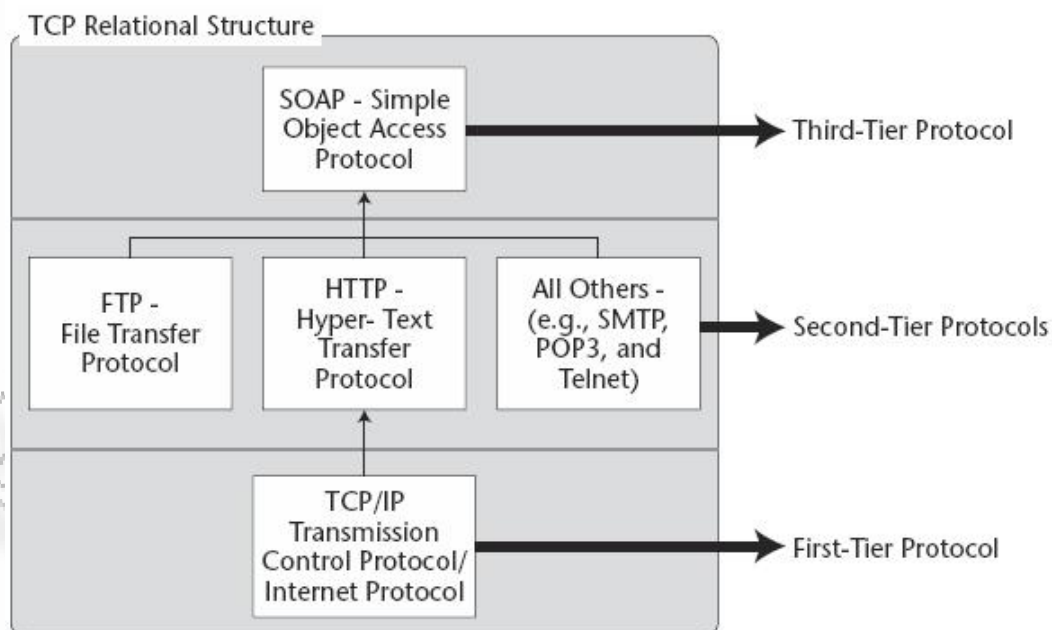 TCP Relational Structure
SOAP - Simple
Object Access
Protocol
Third-Tier Protocol
FTP -
File Transfer
Protocol
HTTP -
Hyper- Text
Transfer
Protocol
All Others -
(e.g., SMTP,
POP3, and
Telnet)
Second-Tier Protocols
TCP/IP
Transmission
Control Protocol/
Internet Protocol
First-Tier Protocol